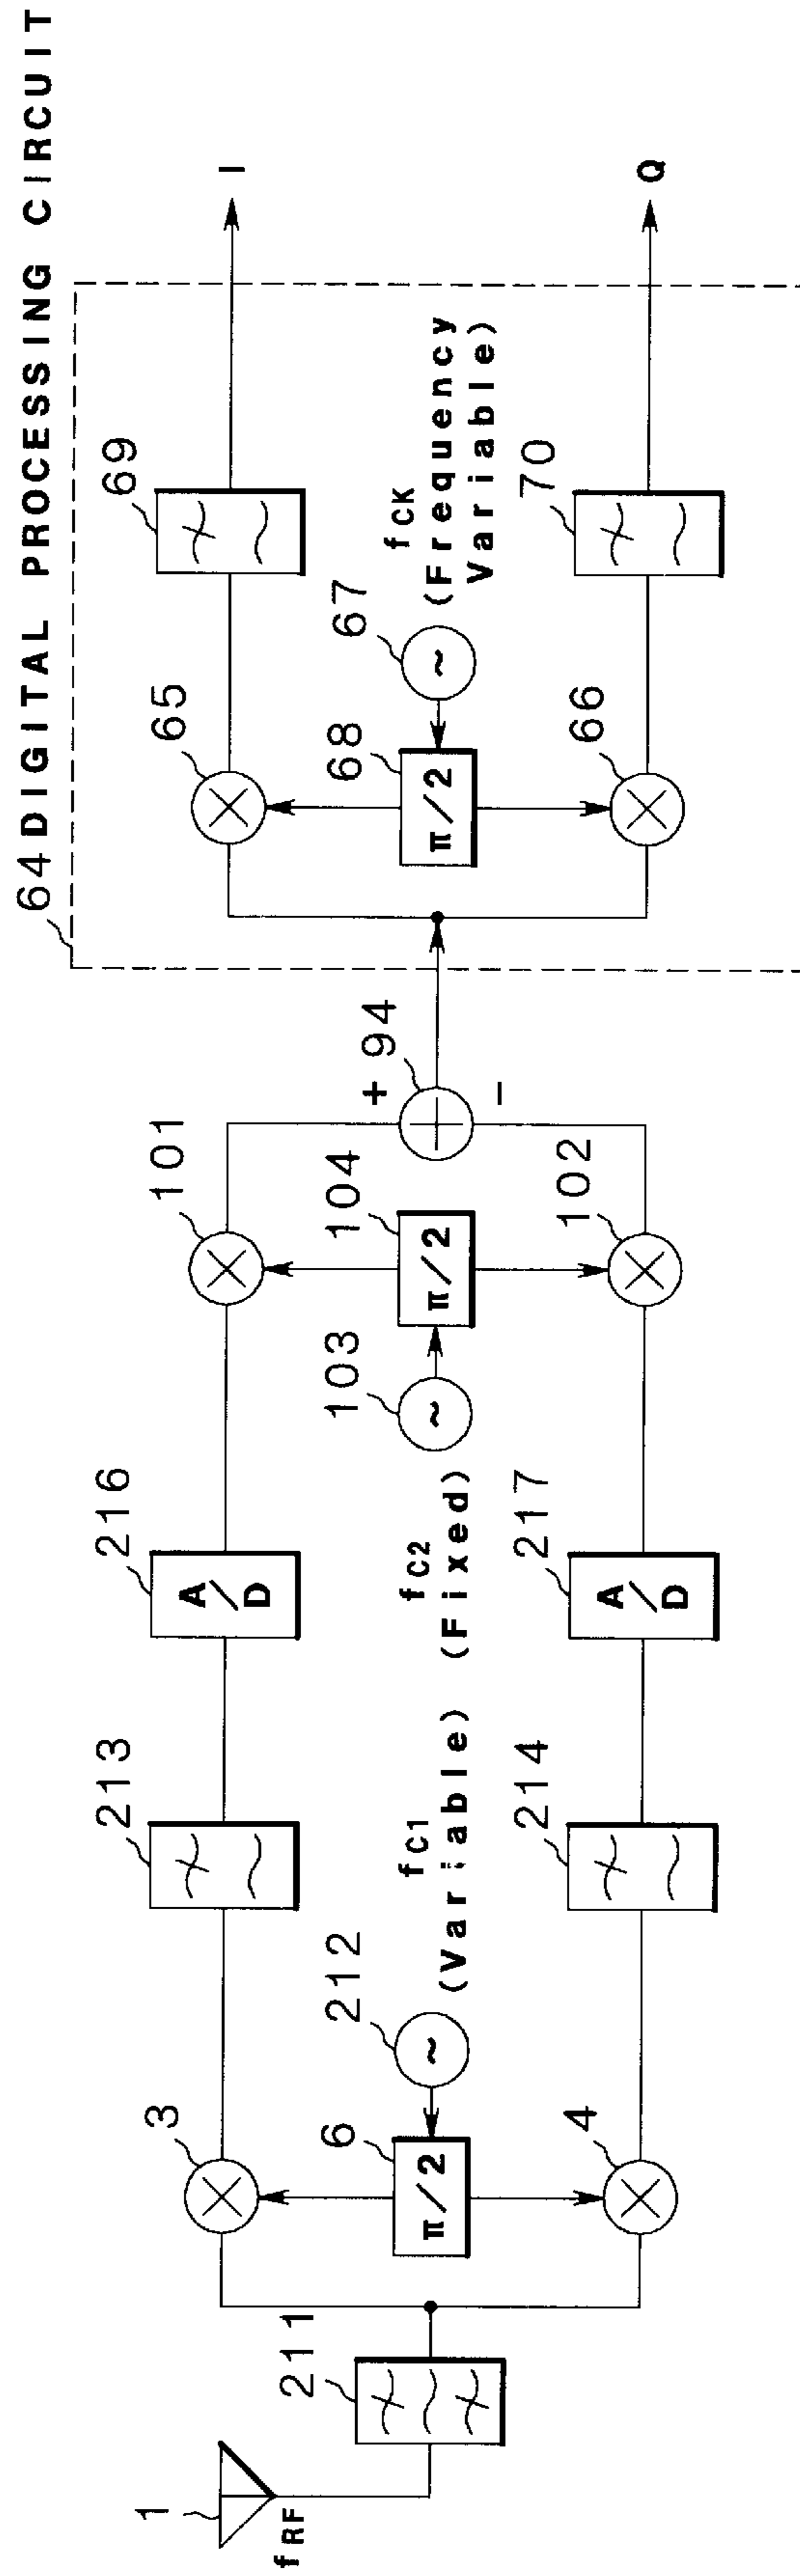 64 DIGITAL PROCESSING CIRCUIT
1
fRF
211
3
4
6
π/2
212
~
fC1
(Variable)
213
214
216
A/D
217
A/D
fC2
(Fixed)
103
~
104
π/2
101
102
+
94
−
65
66
68
π/2
67
~
fCK
(Frequency
Variable)
69
70
I
Q